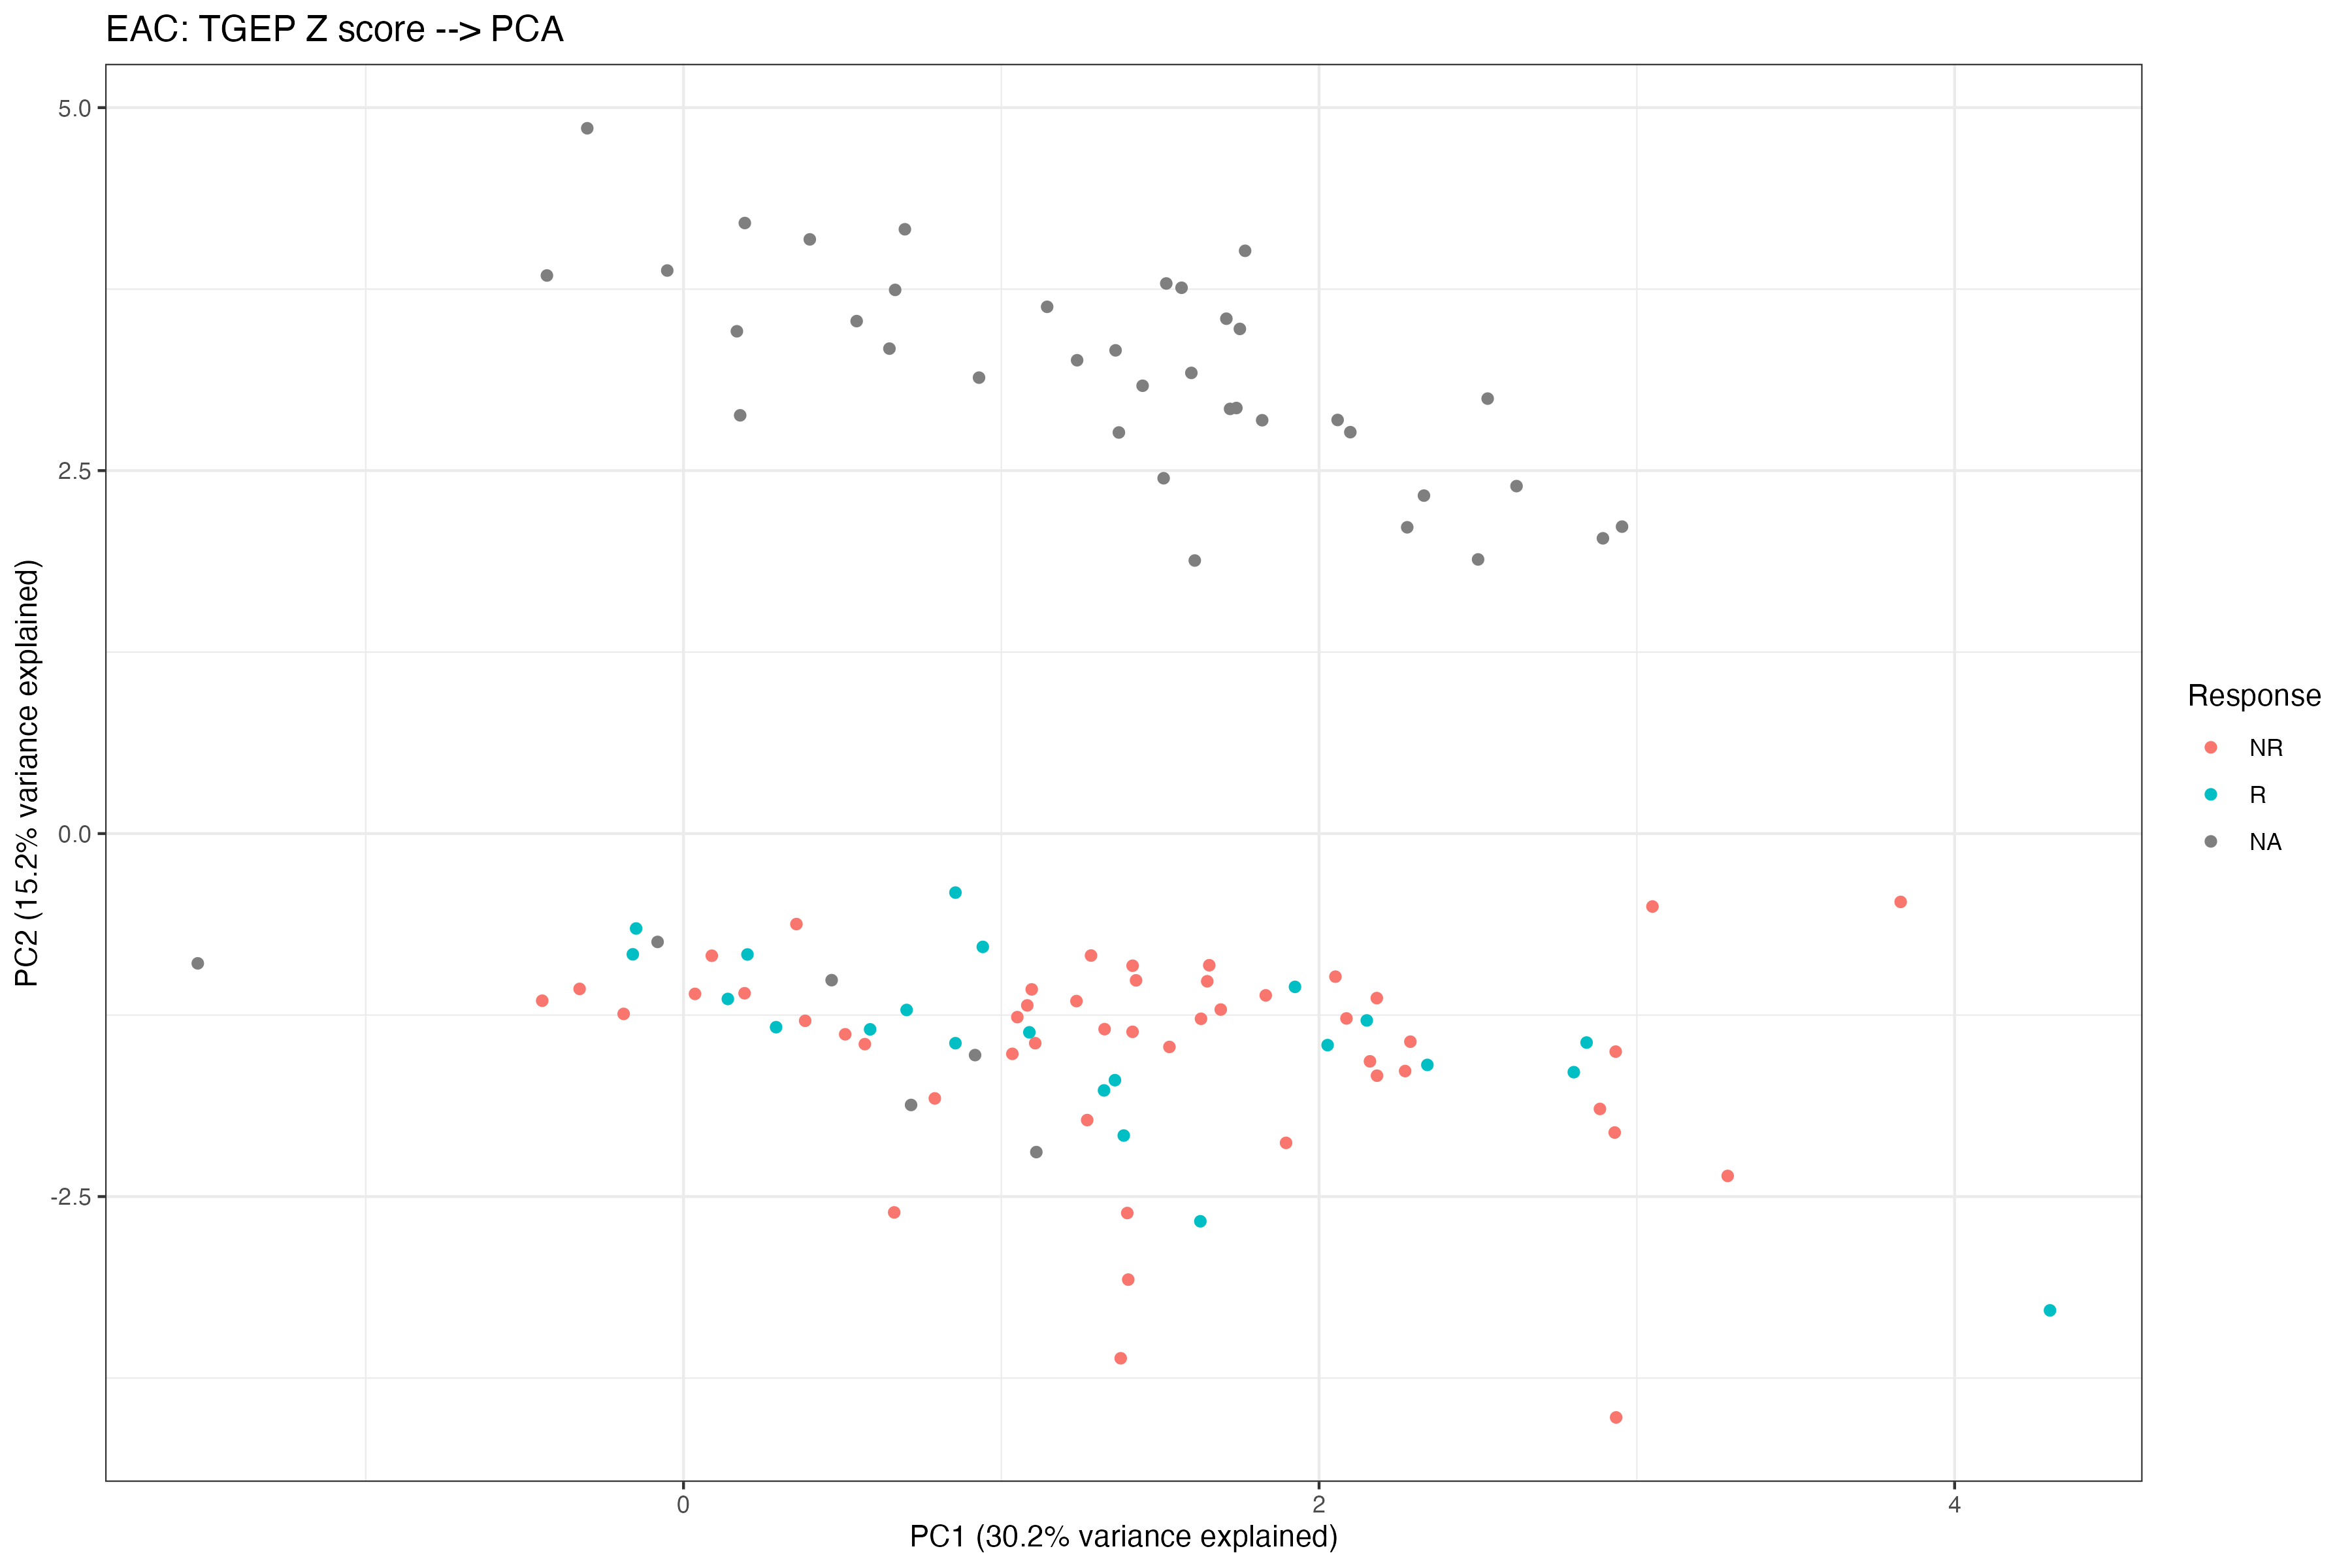 EAC: TGEP Z score --> PCA
5.0
2.5
0.0
-2.5
PC2 (15.2% variance explained)
0
2
4
PC1 (30.2% variance explained)
Response
NR
R
NA